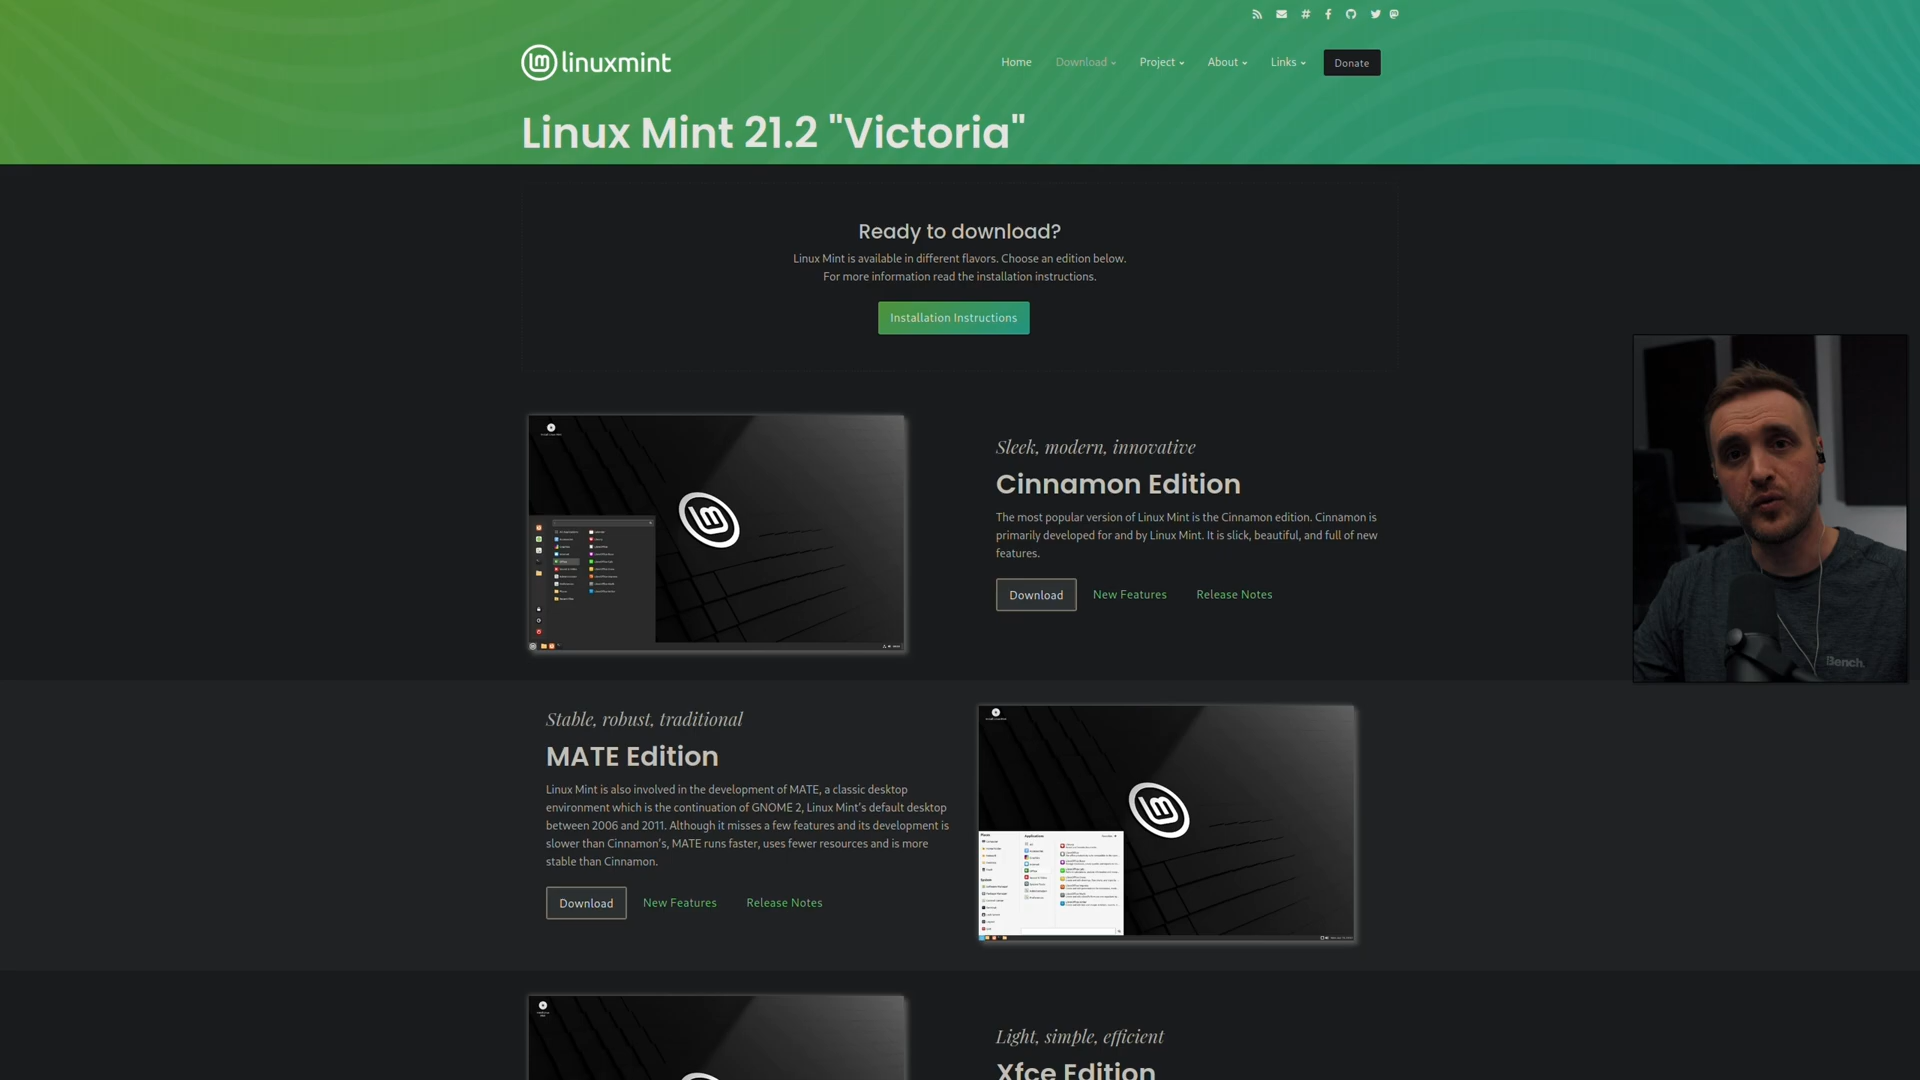 linuxmint
Home
Download
Project
About
Links
Donate
Linux Mint 21.2 "Victoria"
Ready to download?
Linux Mint is available in different flavors. Choose an edition below.
For more information read the installation instructions.
Installation Instructions
Sleek, modern, innovative
Cinnamon Edition
The most popular version of Linux Mint is the Cinnamon edition. Cinnamon is
primarily developed for and by Linux Mint. It is slick, beautiful, and full of new
features.
Download
New Features
Release Notes
Bench.
Stable, robust, traditional
MATE Edition
Linux Mint is also involved in the development of MATE, a classic desktop
environment which is the continuation of GNOME 2, Linux Mint’s default desktop
between 2006 and 2011. Although it misses a few features and its development is
slower than Cinnamon’s, MATE runs faster, uses fewer resources and is more
stable than Cinnamon.
Download
New Features
Release Notes
Light, simple, efficient
Xfce Edition